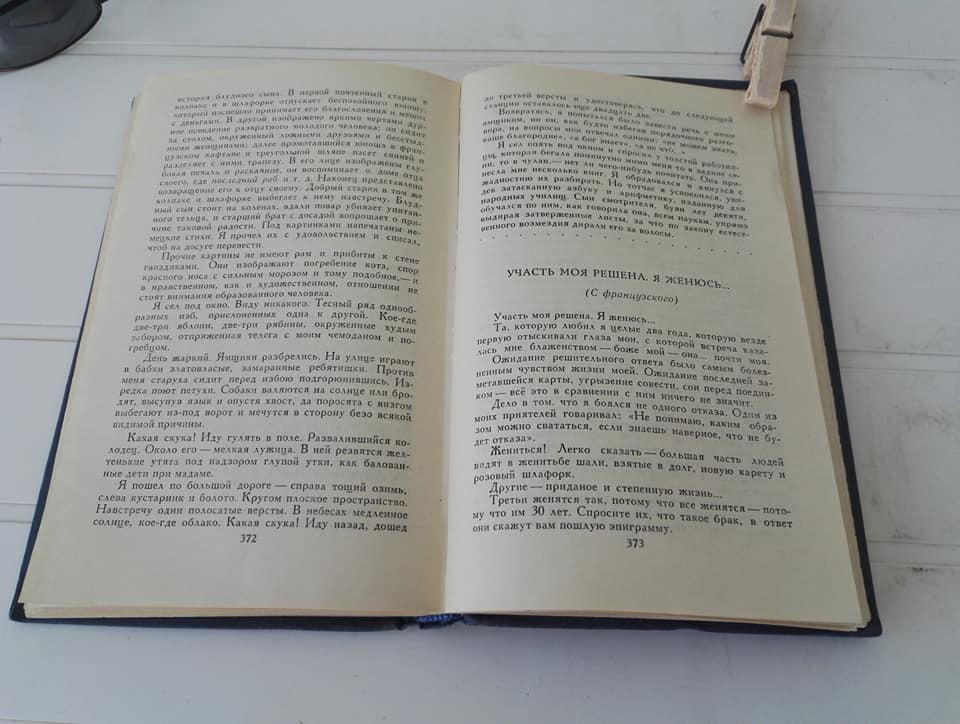 история блудного сына. В первой почтенный старик в
колпаке и в шлафорке отпускает беспокойного юношу,
который поспешно принимает его благословения и мешок
с деньгами. В другой изображено яркими чертами дур-
ное поведение развратного молодого человека: он сидит
за столом, окруженный ложными друзьями и бесстыд-
ными женщинами; далее промотавшийся юноша в фран-
цузском кафтане и треугольной шляпе пасет свиней и
разделяет с ними трапезу. В его лице изображены глу-
бокая печаль и раскаяние, он воспоминает о доме отца
своего, где последний раб и т. д. Наконец представлено
возвращение его к отцу своему. Добрый старик в том же
колпаке и шлафорке выбегает к нему навстречу. Блуд-
ный сын стоит на коленах, вдали повар убивает упитан-
ного тельца, и старший брат с досадой вопрошает о при-
чине таковой радости. Под картинками напечатаны не-
мецкие стихи. Я прочел их с удовольствием и списал,
чтоб на досуге перевести.
Прочие картины не имеют рам и прибиты к стене
гвоздиками. Они изображают погребение кота, спор
красного носа с сильным морозом и тому подобное,— и
в нравственном, как и художественном, отношении не
стоят внимания образованного человека.
Я сел под окно. Виду никакого. Тесный ряд однооб-
разных изб, прислоненных одна к другой. Кое-где
две-три яблони, две-три рябины, окруженные худым
забором, отпряженная телега с моим чемоданом и по-
гребцом.
День жаркий. Ямщики разбрелись. На улице играют
в бабки златовласые, замаранные ребятишки. Против
меня старуха сидит перед избою подгорюнившись. Из-
редка поют петухи. Собаки валяются на солнце или бро-
дят, высунув язык и опустя хвост, да поросята с визгом
выбегают из-под ворот и мечутся в сторону безо всякой
видимой причины.
Какая скука! Иду гулять в поле. Развалившийся ко-
лодец. Около его — мелкая лужица. В ней резвятся жел-
тенькие утята под надзором глупой утки, как балован-
ные дети при мадаме.
Я пошел по большой дороге — справа тощий озимь,
слева кустарник и болото. Кругом плоское пространство.
Навстречу одни полосатые версты. В небесах медленное
солнце, кое-где облако. Какая скука! Иду назад, дошед
372
до третьей версты и удостоверясь, что до следующей
станции оставалось еще двадцать две.
Возвратясь, я попытался было завести речь с моим
ямщиком, но он, как будто избегая порядочного разго-
вора, на вопросы мои отвечал одними: «не можем знать,
ваше благородие», «а бог знает», «а не что...»
Я сел опять под окном и спросил у толстой работни-
цы, которая бегала поминутно мимо меня то в задние се-
ни, то в чулан,— нет ли чего-нибудь почитать. Она при-
несла мне несколько книг. Я обрадовался и кинулся с
жадностию их разбирать. Но тотчас я успокоился, уви-
дев затасканную азбуку и арифметику, изданную для
народных училищ. Сын смотрителя, буян лет девяти,
обучался по ним, как говорила она, всем наукам, упрямо
выдирая затверженные листы, за что по закону естест-
венного возмездия дирали его за волосы.
. . . . . . . . . . . . . . . . . .
УЧАСТЬ МОЯ РЕШЕНА. Я ЖЕНЮСЬ...
(С французского)
Участь моя решена. Я женюсь...
Та, которую любил я целые два года, которую везде
первую отыскивали глаза мои, с которой встреча каза-
лась мне блаженством — боже мой — она... почти моя.
Ожидание решительного ответа было самым болез-
ненным чувством жизни моей. Ожидание последней за-
метавшейся карты, угрызение совести, сон перед поедин-
ком — всё это в сравнении с ним ничего не значит.
Дело в том, что я боялся не одного отказа. Один из
моих приятелей говаривал: «Не понимаю, каким обра-
зом можно свататься, если знаешь наверное, что не бу-
дет отказа».
Жениться! Легко сказать — большая часть людей
видят в женитьбе шали, взятые в долг, новую карету и
розовый шлафорк.
Другие — приданое и степенную жизнь...
Третьи женятся так, потому что все женятся — пото-
му что им 30 лет. Спросите их, что такое брак, в ответ
они скажут вам пошлую эпиграмму.
373